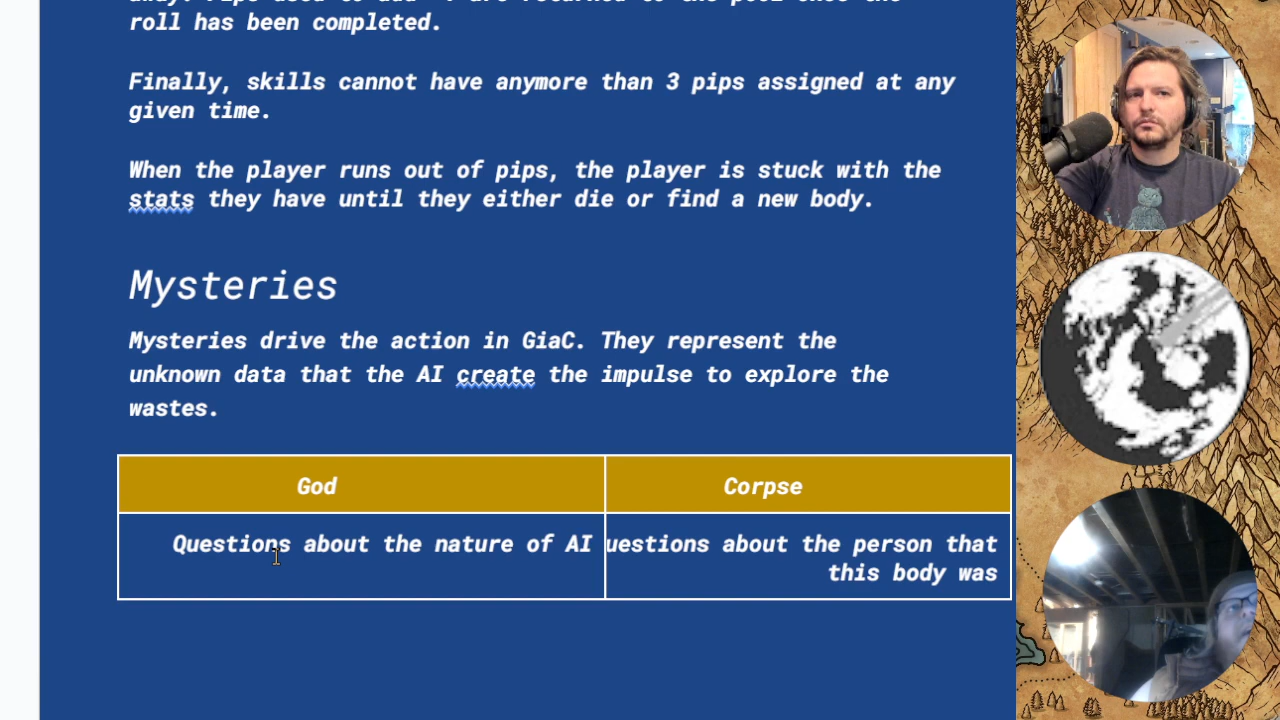 roll has been completed.
Finally, skills cannot have anymore than 3 pips assigned at any
given time.
When the player runs out of pips, the player is stuck with the
stats they have until they either die or find a new body.
Mysteries
Mysteries drive the action in GiaC. They represent the
unknown data that the AI create the impulse to explore the
wastes.
God
Corpse
Questions about the nature of AI
uestions about the person that
this body was